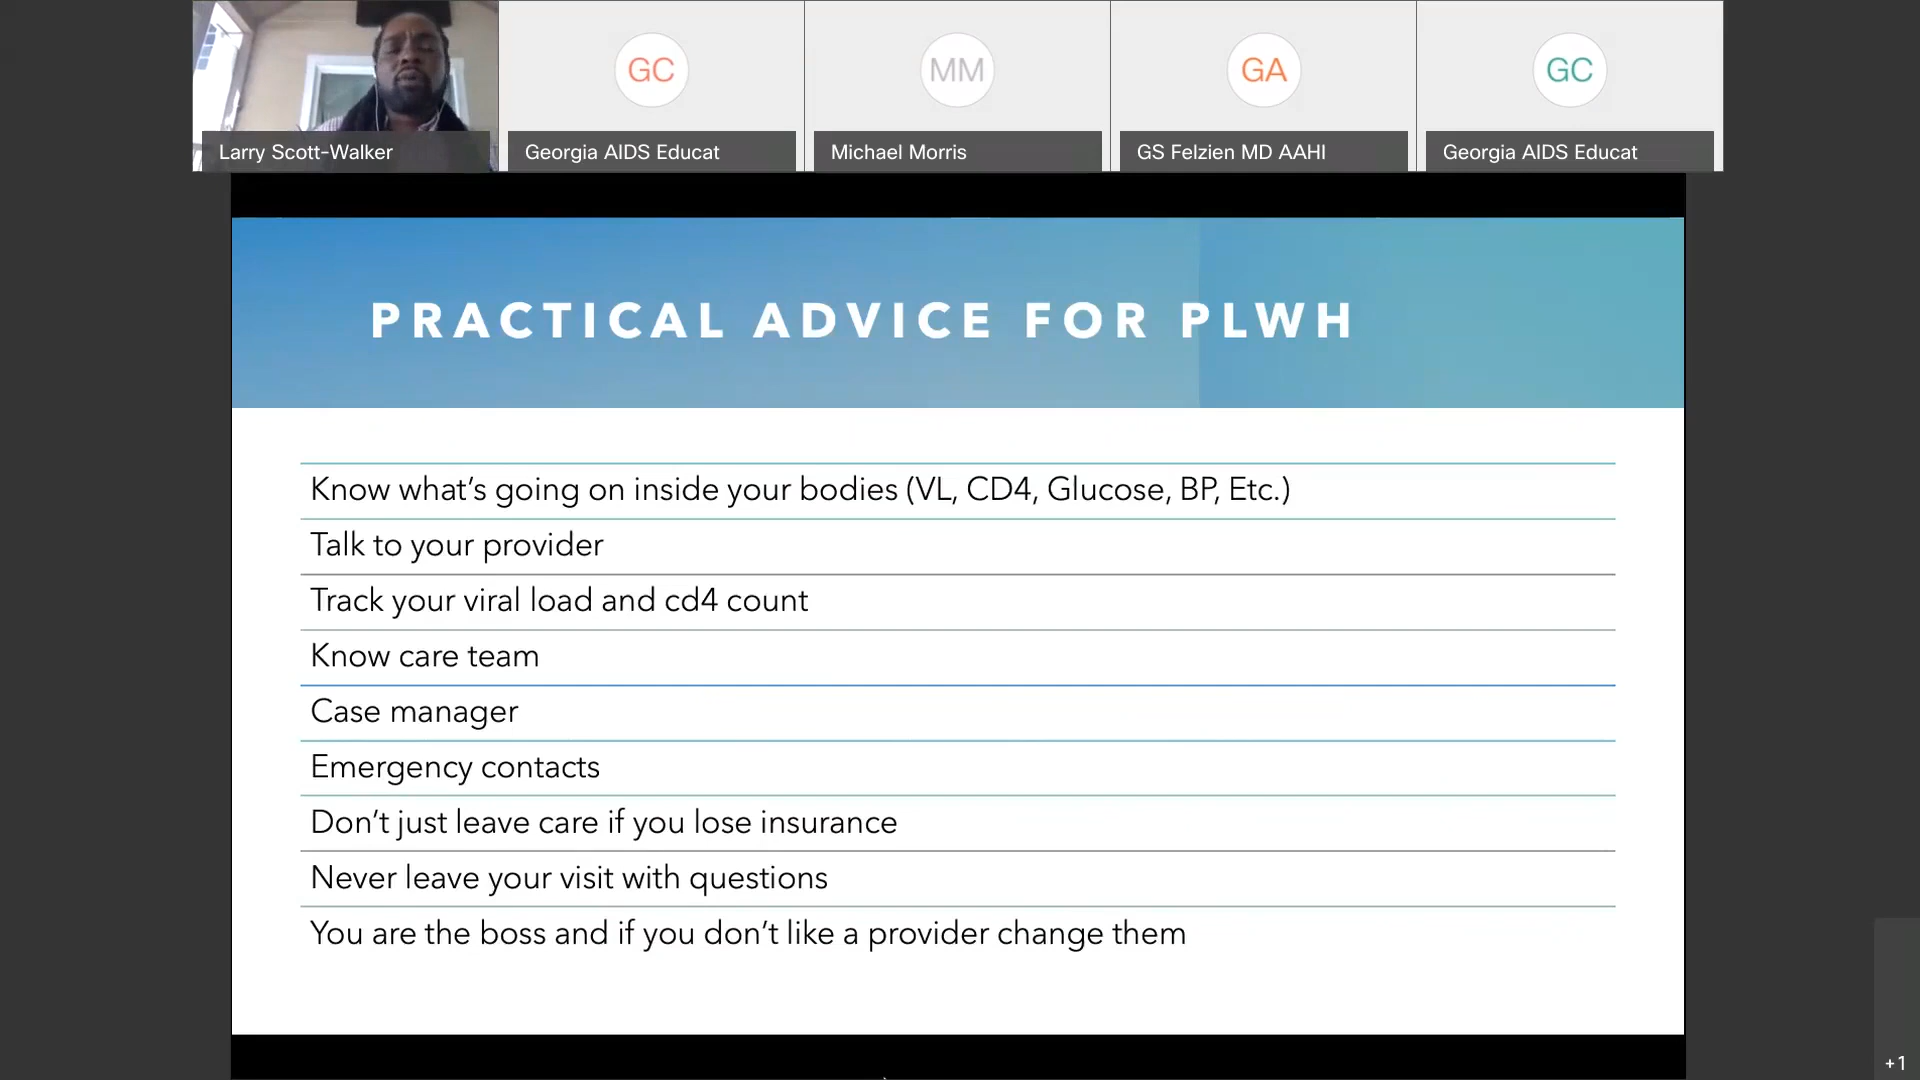 Larry Scott-Walker
GC
Georgia AIDS Educat
MM
Michael Morris
GA
GS Felzien MD AAHI
GC
Georgia AIDS Educat
PRACTICAL ADVICE FOR PLWH
Know what’s going on inside your bodies (VL, CD4, Glucose, BP, Etc.)
Talk to your provider
Track your viral load and cd4 count
Know care team
Case manager
Emergency contacts
Don’t just leave care if you lose insurance
Never leave your visit with questions
You are the boss and if you don’t like a provider change them
+1